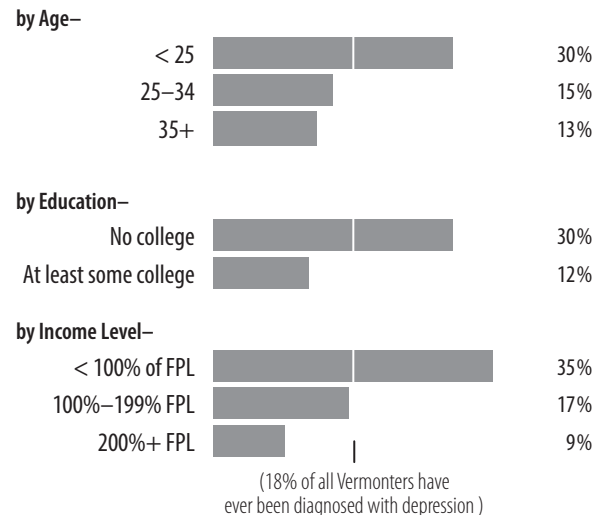 by Age–
< 25 30%
25–34 15%
35+ 13%
by Education–
No college 30%
At least some college 12%
by Income Level–
< 100% of FPL 35%
100%–199% FPL 17%
200%+ FPL 9%
(18% of all Vermonters have
ever been diagnosed with depression )